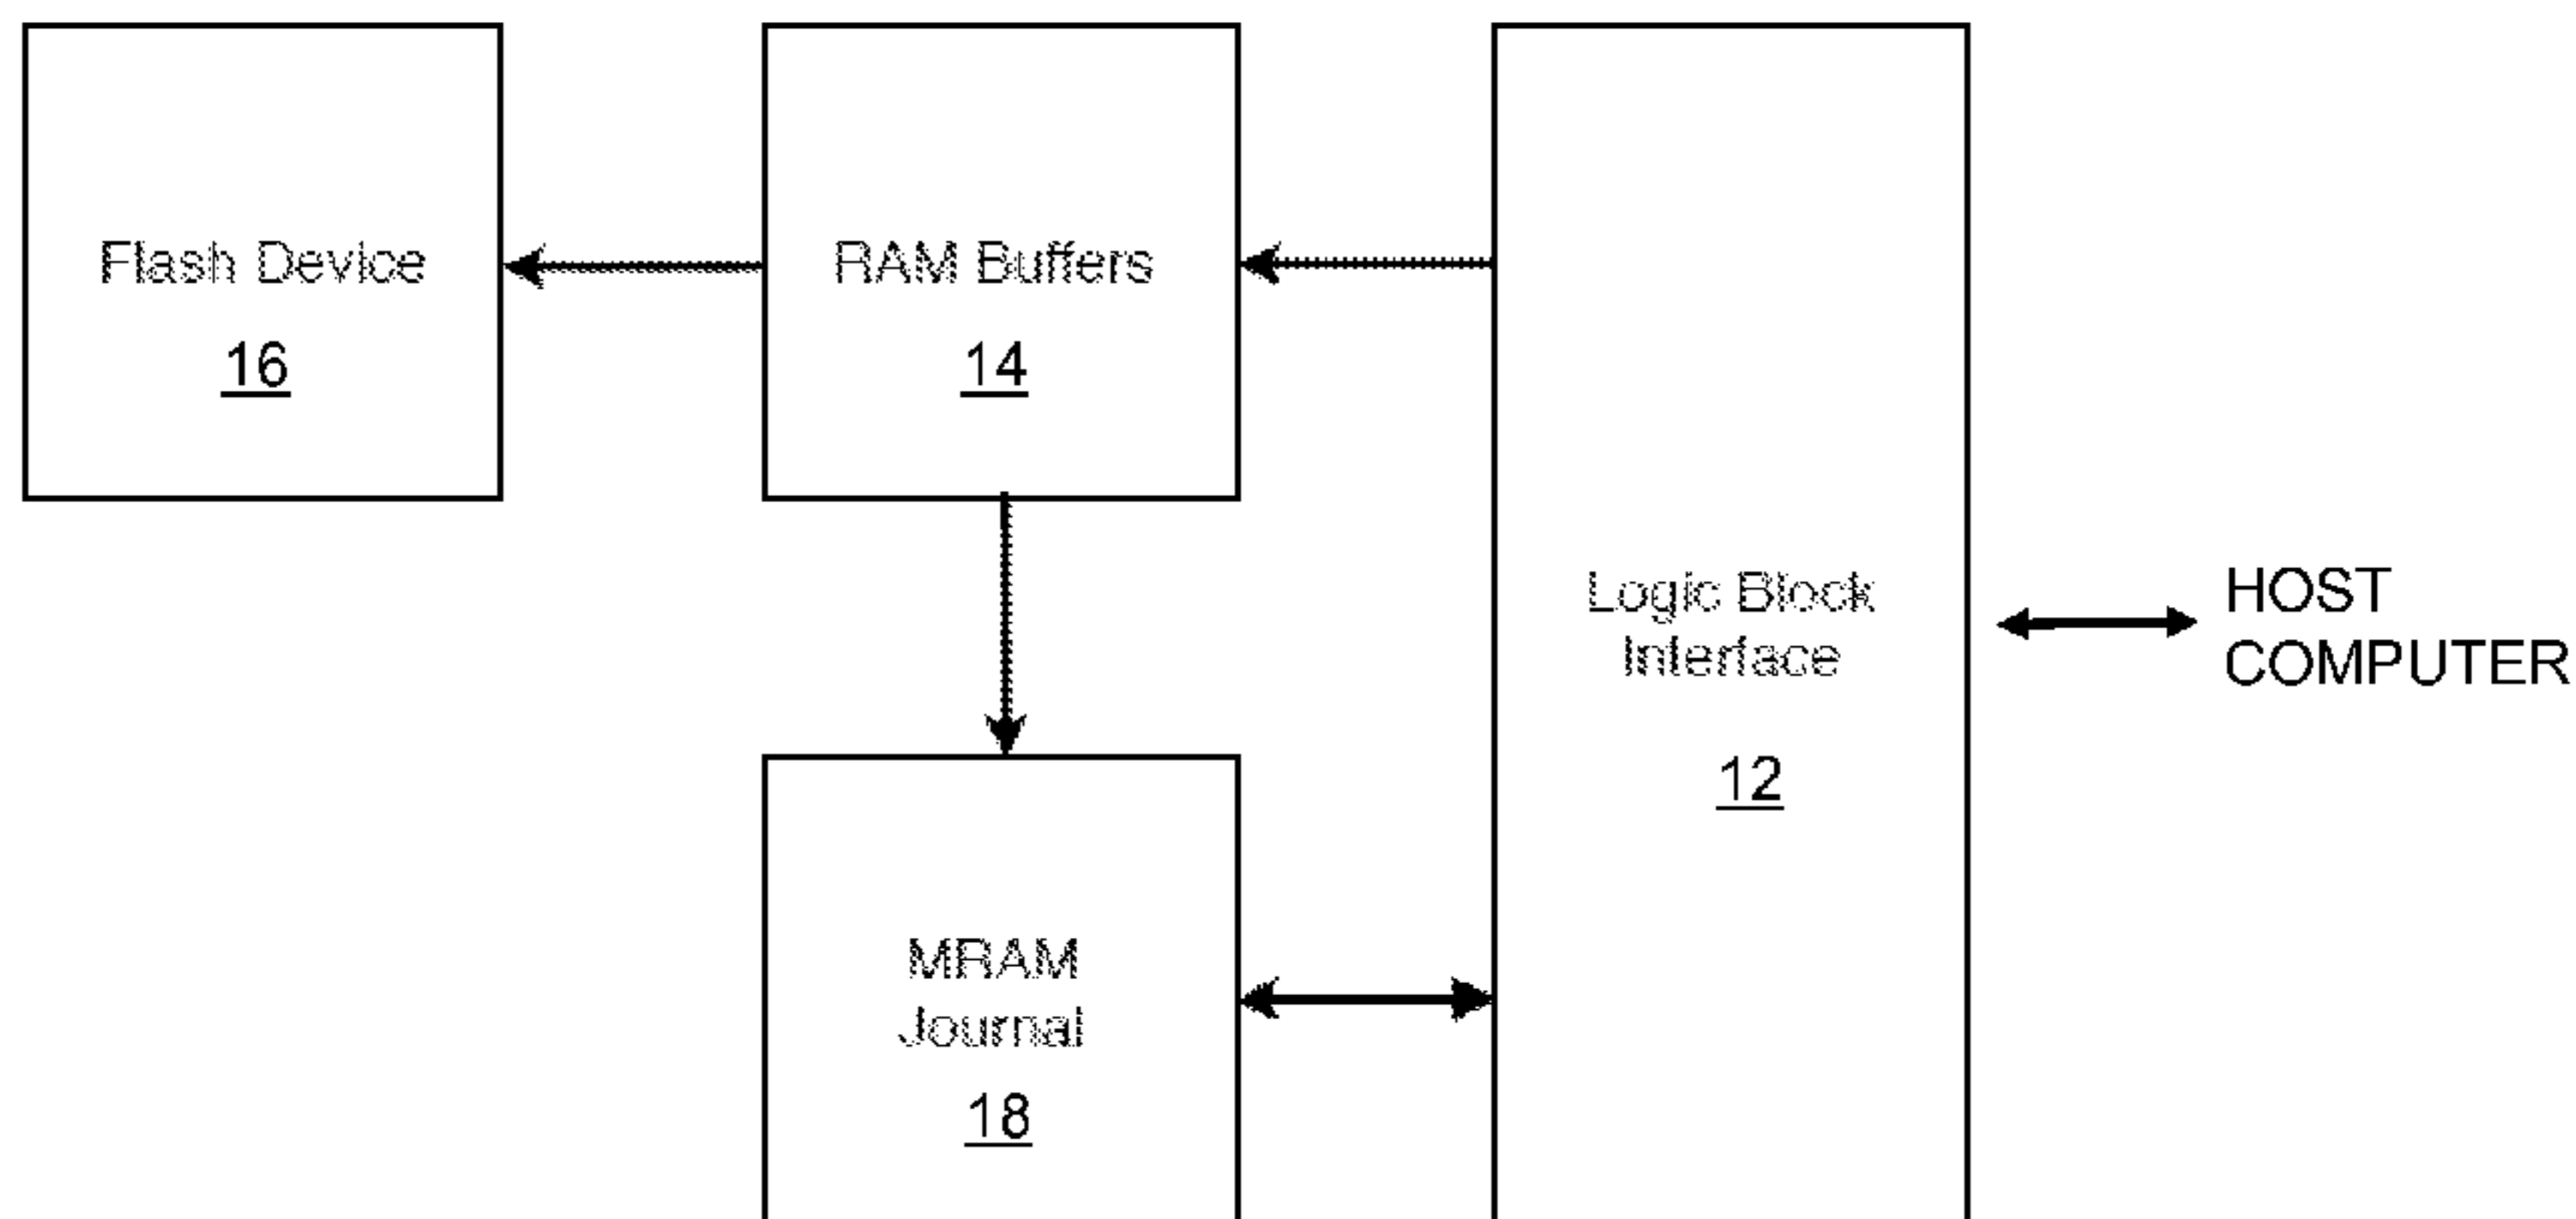 Flash Device
16
RAM Buffers
14
Logic Block
Interface
12
HOST
COMPUTER
MRAM
Journal
18